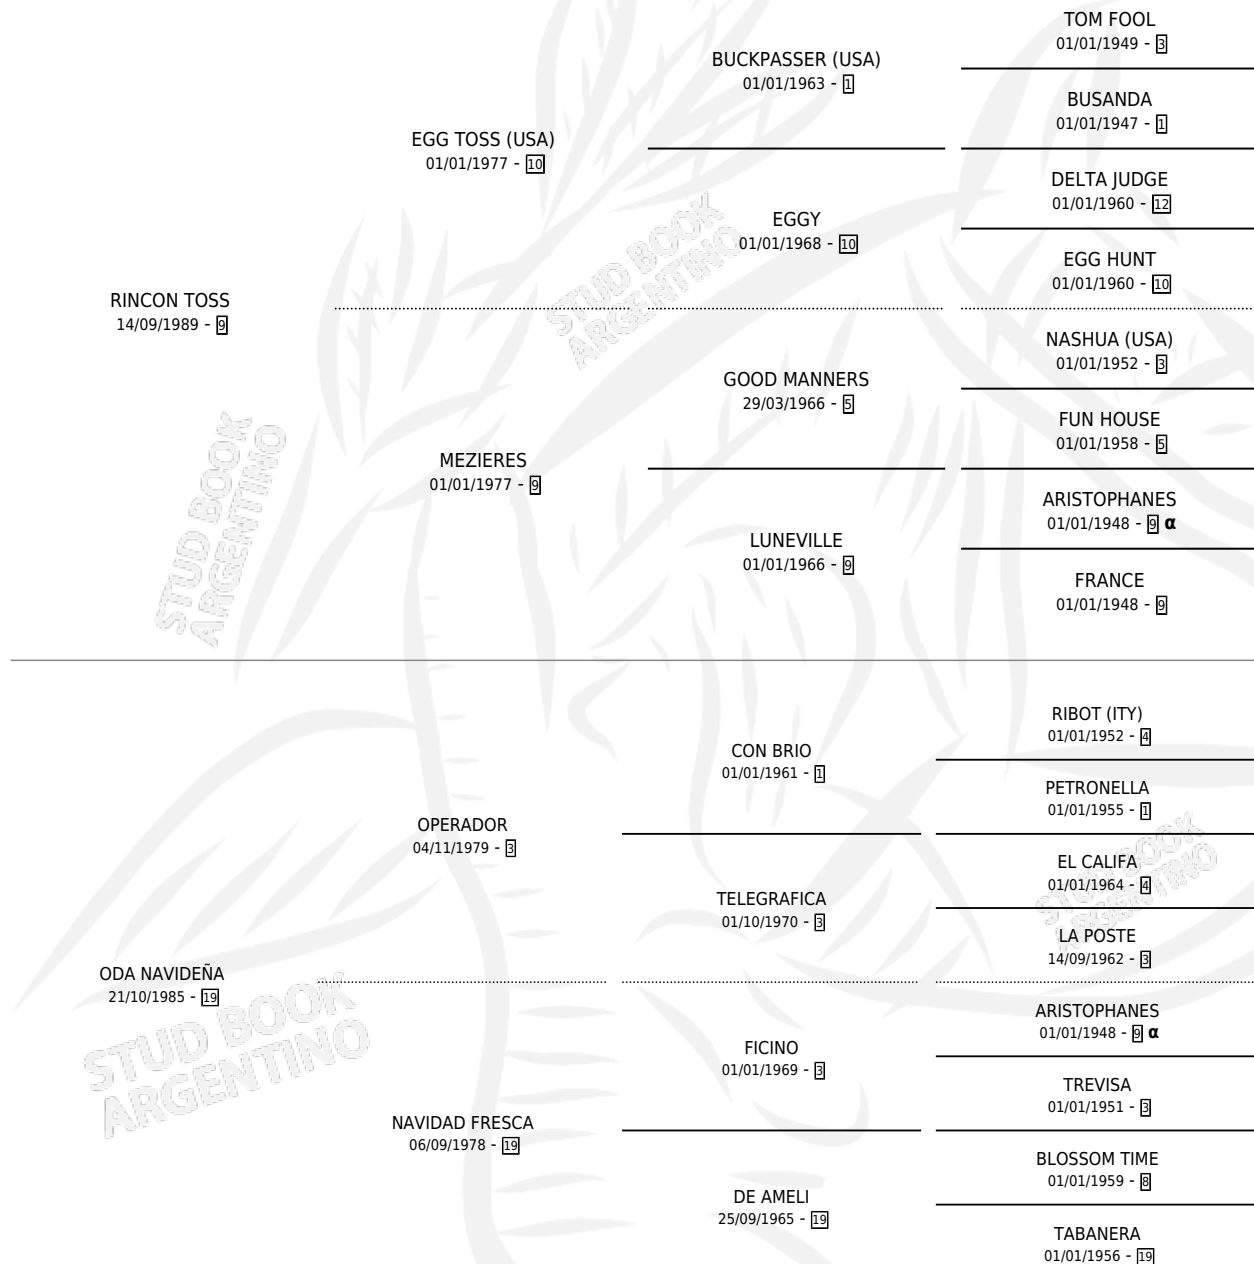 TOM FOOL
01/01/1949 - 3
BUCKPASSER (USA)
01/01/1963 - 1
BUSANDA
01/01/1947 - 1
EGG TOSS (USA)
01/01/1977 - 10
DELTA JUDGE
01/01/1960 - 12
EGGY
01/01/1968 - 10
EGG HUNT
01/01/1960 - 10
RINCON TOSS
14/09/1989 - 9
NASHUA (USA)
01/01/1952 - 3
GOOD MANNERS
29/03/1966 - 5
FUN HOUSE
01/01/1958 - 5
MEZIERES
01/01/1977 - 9
ARISTOPHANES
01/01/1948 - 9 α
LUNEVILLE
01/01/1966 - 9
FRANCE
01/01/1948 - 9
RIBOT (ITY)
01/01/1952 - 4
CON BRIO
01/01/1961 - 1
PETRONELLA
01/01/1955 - 1
OPERADOR
04/11/1979 - 3
EL CALIFA
01/01/1964 - 4
TELEGRAFICA
01/10/1970 - 3
LA POSTE
14/09/1962 - 3
ODA NAVIDEÑA
21/10/1985 - 19
ARISTOPHANES
01/01/1948 - 9 α
FICINO
01/01/1969 - 3
TREVISA
01/01/1951 - 3
NAVIDAD FRESCA
06/09/1978 - 19
BLOSSOM TIME
01/01/1959 - 8
DE AMELI
25/09/1965 - 19
TABANERA
01/01/1956 - 19
STUD BOOK
ARGENTINO
STUD BOOK
ARGENTINO
STUD BOOK
ARGENTINO
STUD BOOK
ARGENTINO